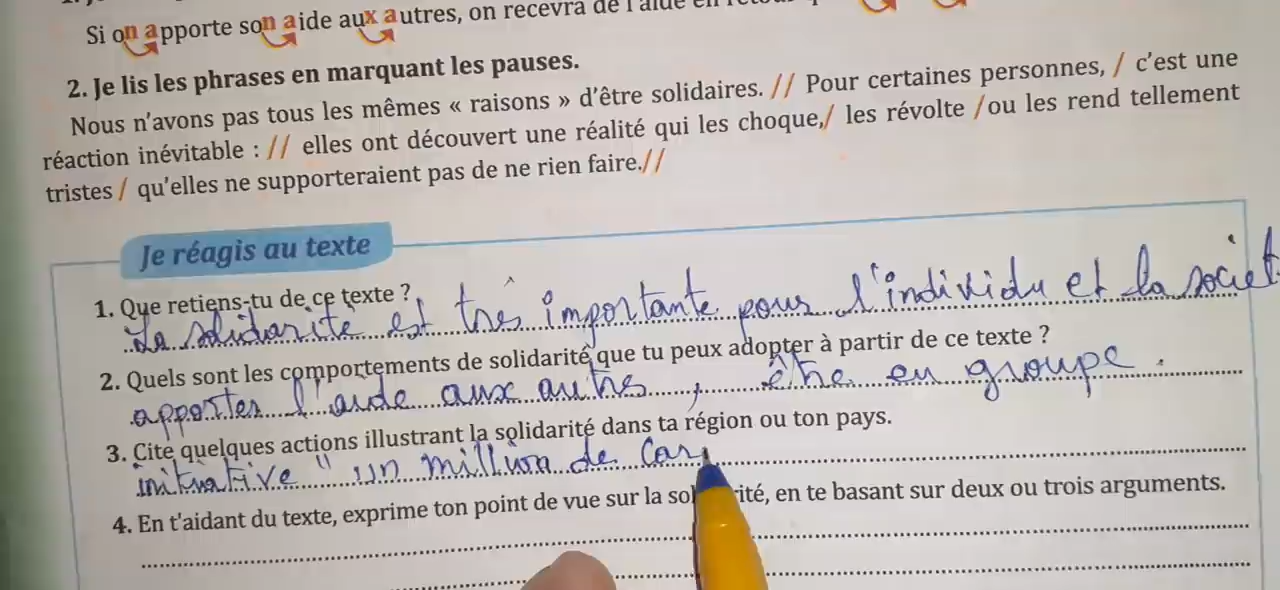 Si on apporte son aide aux autres, on recevra de l'aide en
2. Je lis les phrases en marquant les pauses.
Nous n'avons pas tous les mêmes « raisons » d'être solidaires. // Pour certaines personnes, / c'est une
réaction inévitable : // elles ont découvert une réalité qui les choque,/ les révolte /ou les rend tellement
tristes / qu'elles ne supporteraient pas de ne rien faire.//
Je réagis au texte
1. Que retiens-tu de ce texte ?
La solidarité est très importante pour l'individu et la societ
2. Quels sont les comportements de solidarité que tu peux adopter à partir de ce texte ?
apporter l'aide aux autres, être en groupe.
3. Cite quelques actions illustrant la solidarité dans ta région ou ton pays.
initiative " un million de car
4. En t'aidant du texte, exprime ton point de vue sur la so rité, en te basant sur deux ou trois arguments.